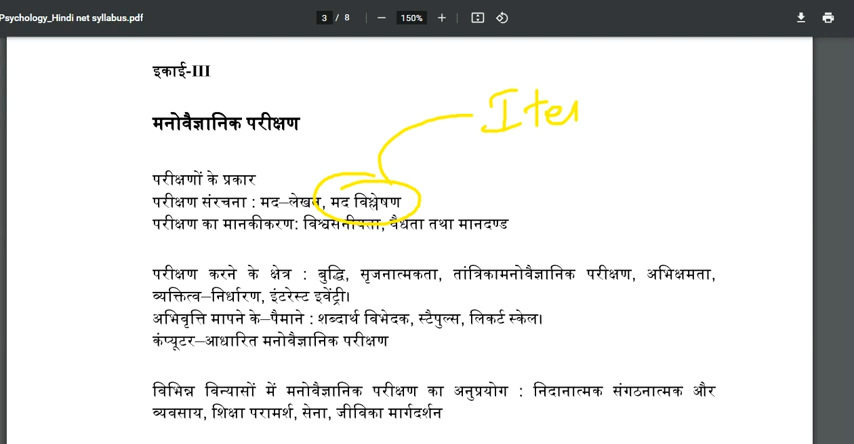 Psychology_Hindi net syllabus.pdf 3 / 8 150%
इकाई-III
Iter
मनोवैज्ञानिक परीक्षण
परीक्षणों के प्रकार
परीक्षण संरचना : मद–लेखन, मद विश्लेषण
परीक्षण का मानकीकरण: विश्वसनीयता, वैधता तथा मानदण्ड
परीक्षण करने के क्षेत्र : बुद्धि, सृजनात्मकता, तांत्रिकामनोवैज्ञानिक परीक्षण, अभिक्षमता,
व्यक्तित्व–निर्धारण, इंटरेस्ट इवेंट्री।
अभिवृत्ति मापने के–पैमाने : शब्दार्थ विभेदक, स्टैपुल्स, लिकर्ट स्केल।
कंप्यूटर–आधारित मनोवैज्ञानिक परीक्षण
विभिन्न विन्यासों में मनोवैज्ञानिक परीक्षण का अनुप्रयोग : निदानात्मक संगठनात्मक और
व्यवसाय, शिक्षा परामर्श, सेना, जीविका मार्गदर्शन